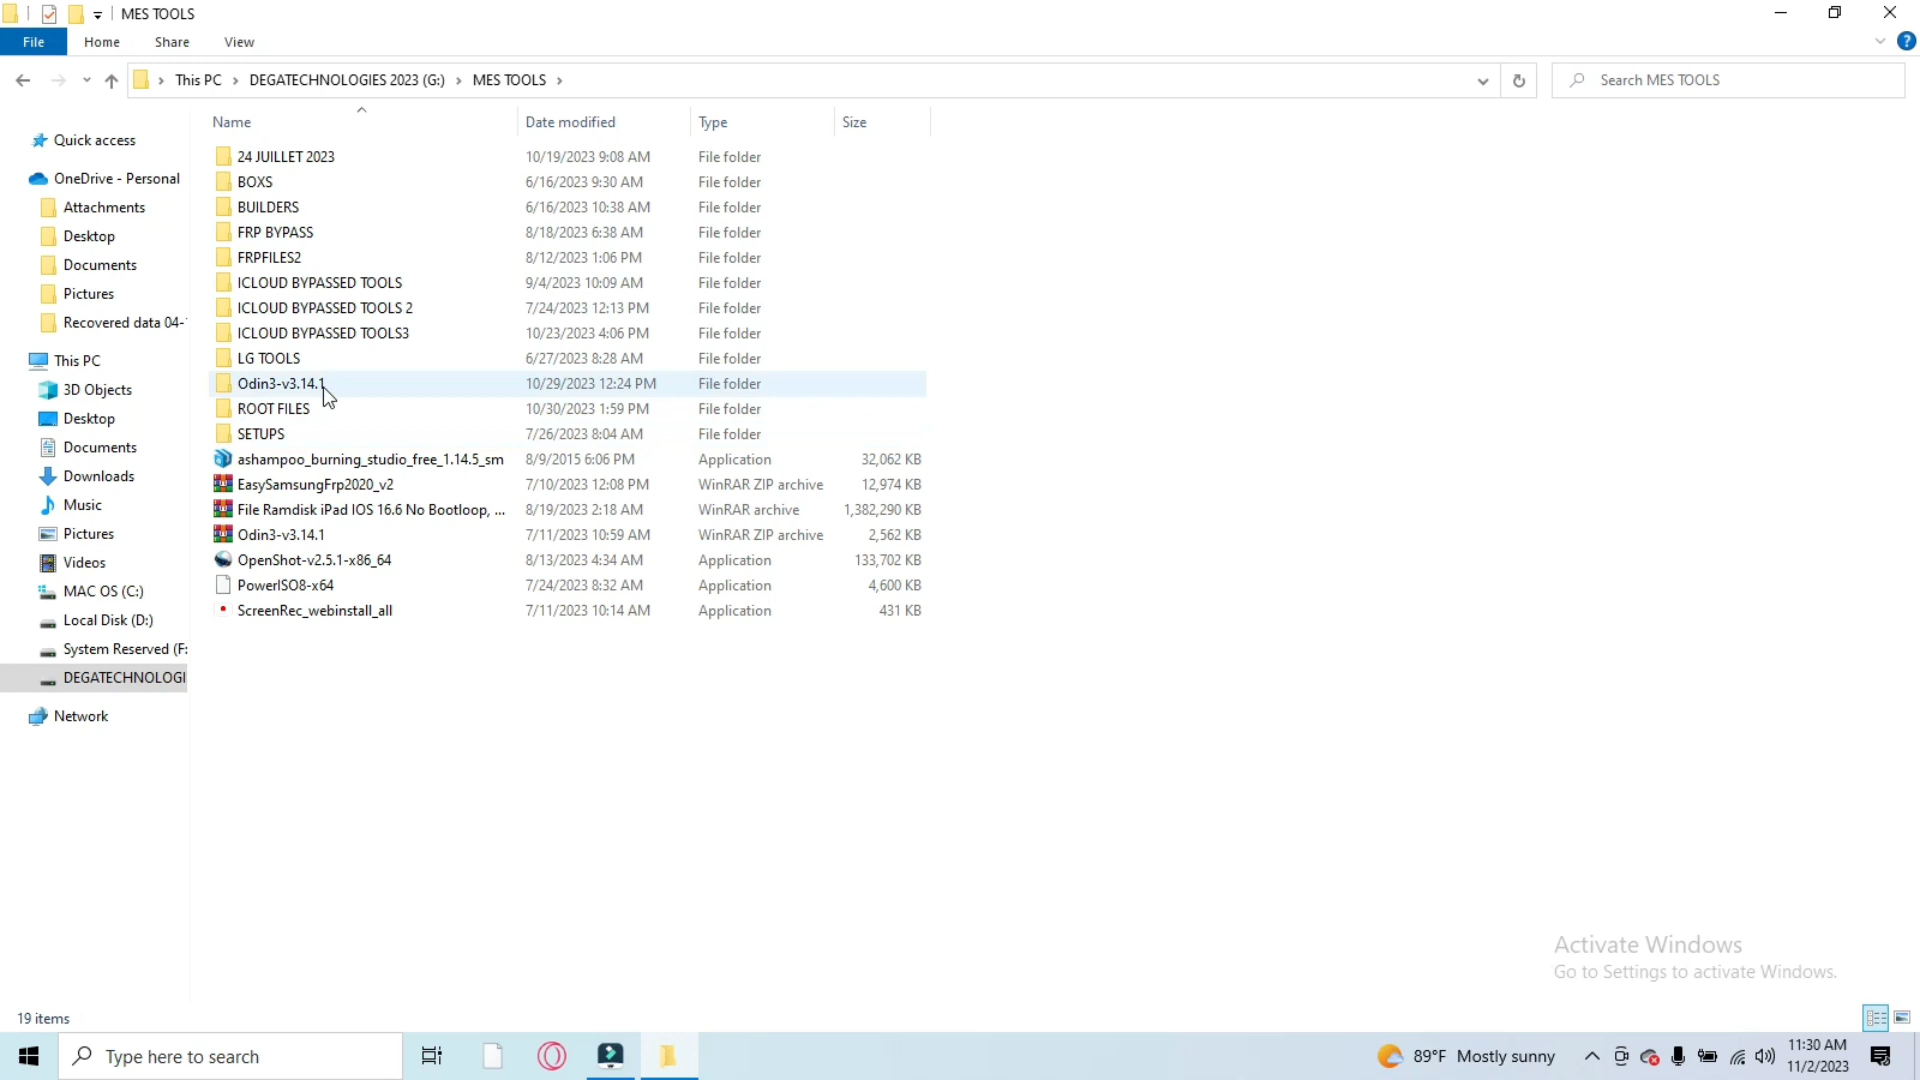 MES TOOLS
File Home Share View
This PC DEGATECHNOLOGIES 2023 (G:) MES TOOLS
Search MES TOOLS
Quick access
OneDrive - Personal
Attachments
Desktop
Documents
Pictures
Recovered data 04-
This PC
3D Objects
Desktop
Documents
Downloads
Music
Pictures
Videos
MAC OS (C:)
Local Disk (D:)
System Reserved (F:
DEGATECHNOLOGI
Network
Name Date modified Type Size
24 JUILLET 2023 10/19/2023 9:08 AM File folder
BOXS 6/16/2023 9:30 AM File folder
BUILDERS 6/16/2023 10:38 AM File folder
FRP BYPASS 8/18/2023 6:38 AM File folder
FRPFILES2 8/12/2023 1:06 PM File folder
ICLOUD BYPASSED TOOLS 9/4/2023 10:09 AM File folder
ICLOUD BYPASSED TOOLS 2 7/24/2023 12:13 PM File folder
ICLOUD BYPASSED TOOLS3 10/23/2023 4:06 PM File folder
LG TOOLS 6/27/2023 8:28 AM File folder
Odin3-v3.14.1 10/29/2023 12:24 PM File folder
ROOT FILES 10/30/2023 1:59 PM File folder
SETUPS 7/26/2023 8:04 AM File folder
ashampoo_burning_studio_free_1.14.5_sm 8/9/2015 6:06 PM Application 32,062 KB
EasySamsungFrp2020_v2 7/10/2023 12:08 PM WinRAR ZIP archive 12,974 KB
File Ramdisk iPad IOS 16.6 No Bootloop, ... 8/19/2023 2:18 AM WinRAR archive 1,382,290 KB
Odin3-v3.14.1 7/11/2023 10:59 AM WinRAR ZIP archive 2,562 KB
OpenShot-v2.5.1-x86_64 8/13/2023 4:34 AM Application 133,702 KB
PowerISO8-x64 7/24/2023 8:32 AM Application 4,600 KB
ScreenRec_webinstall_all 7/11/2023 10:14 AM Application 431 KB
Activate Windows
Go to Settings to activate Windows.
19 items
Type here to search
89°F Mostly sunny
11:30 AM
11/2/2023